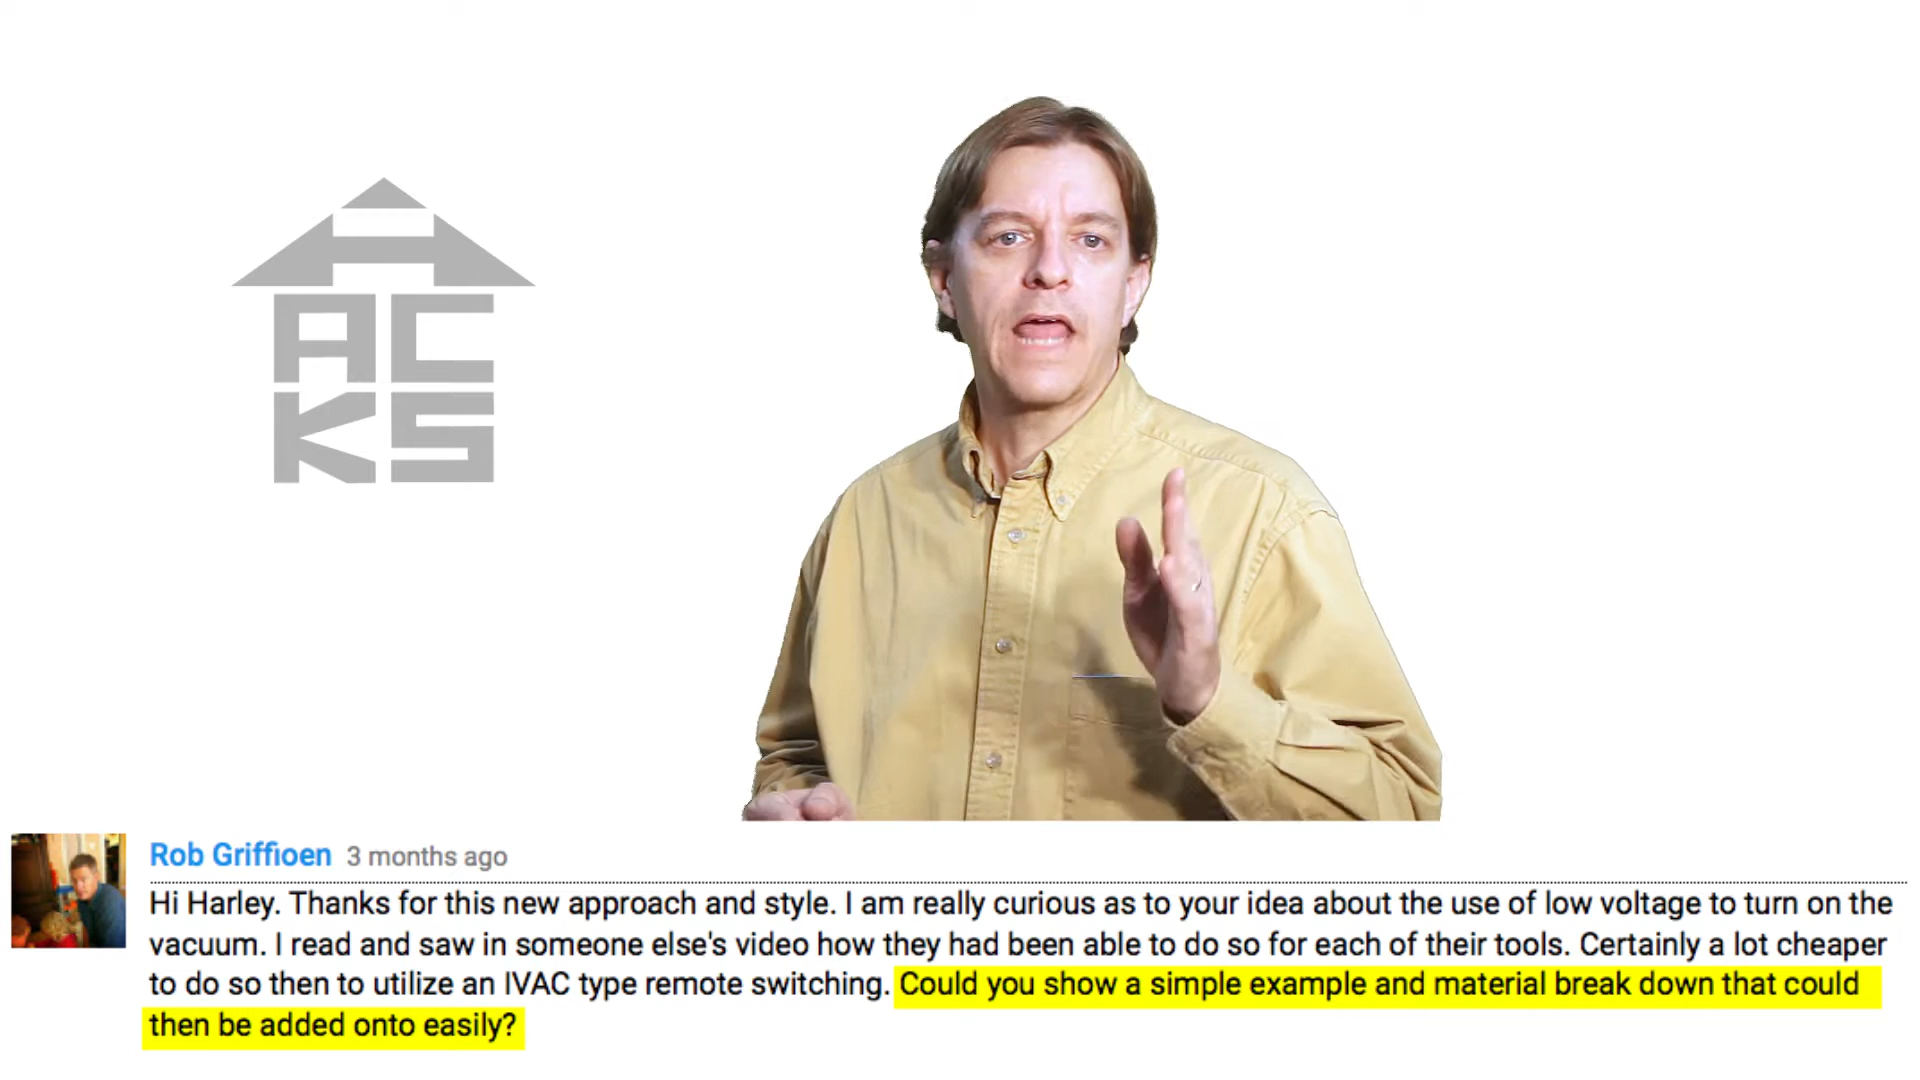 H
AC
KS
Rob Griffioen 3 months ago
Hi Harley. Thanks for this new approach and style. I am really curious as to your idea about the use of low voltage to turn on the
vacuum. I read and saw in someone else's video how they had been able to do so for each of their tools. Certainly a lot cheaper
to do so then to utilize an IVAC type remote switching. Could you show a simple example and material break down that could
then be added onto easily?